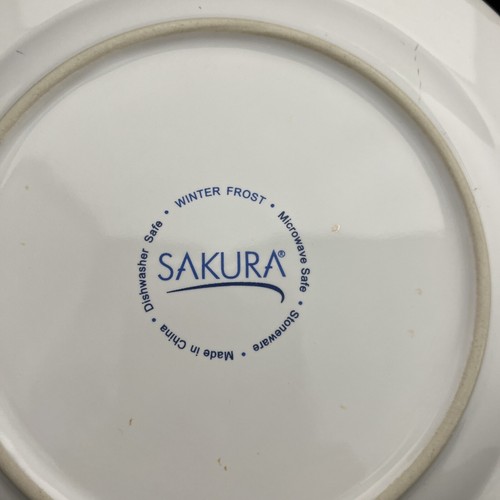 WINTER FROST • Microwave Safe • Stoneware • Made in China • Dishwasher Safe •
SAKURA®